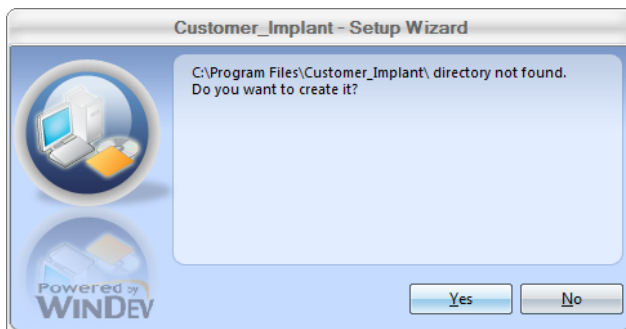 Customer_Implant - Setup Wizard
C:\Program Files\Customer_Implant\ directory not found.
Do you want to create it?
Powered by
WINDEV
Yes
No